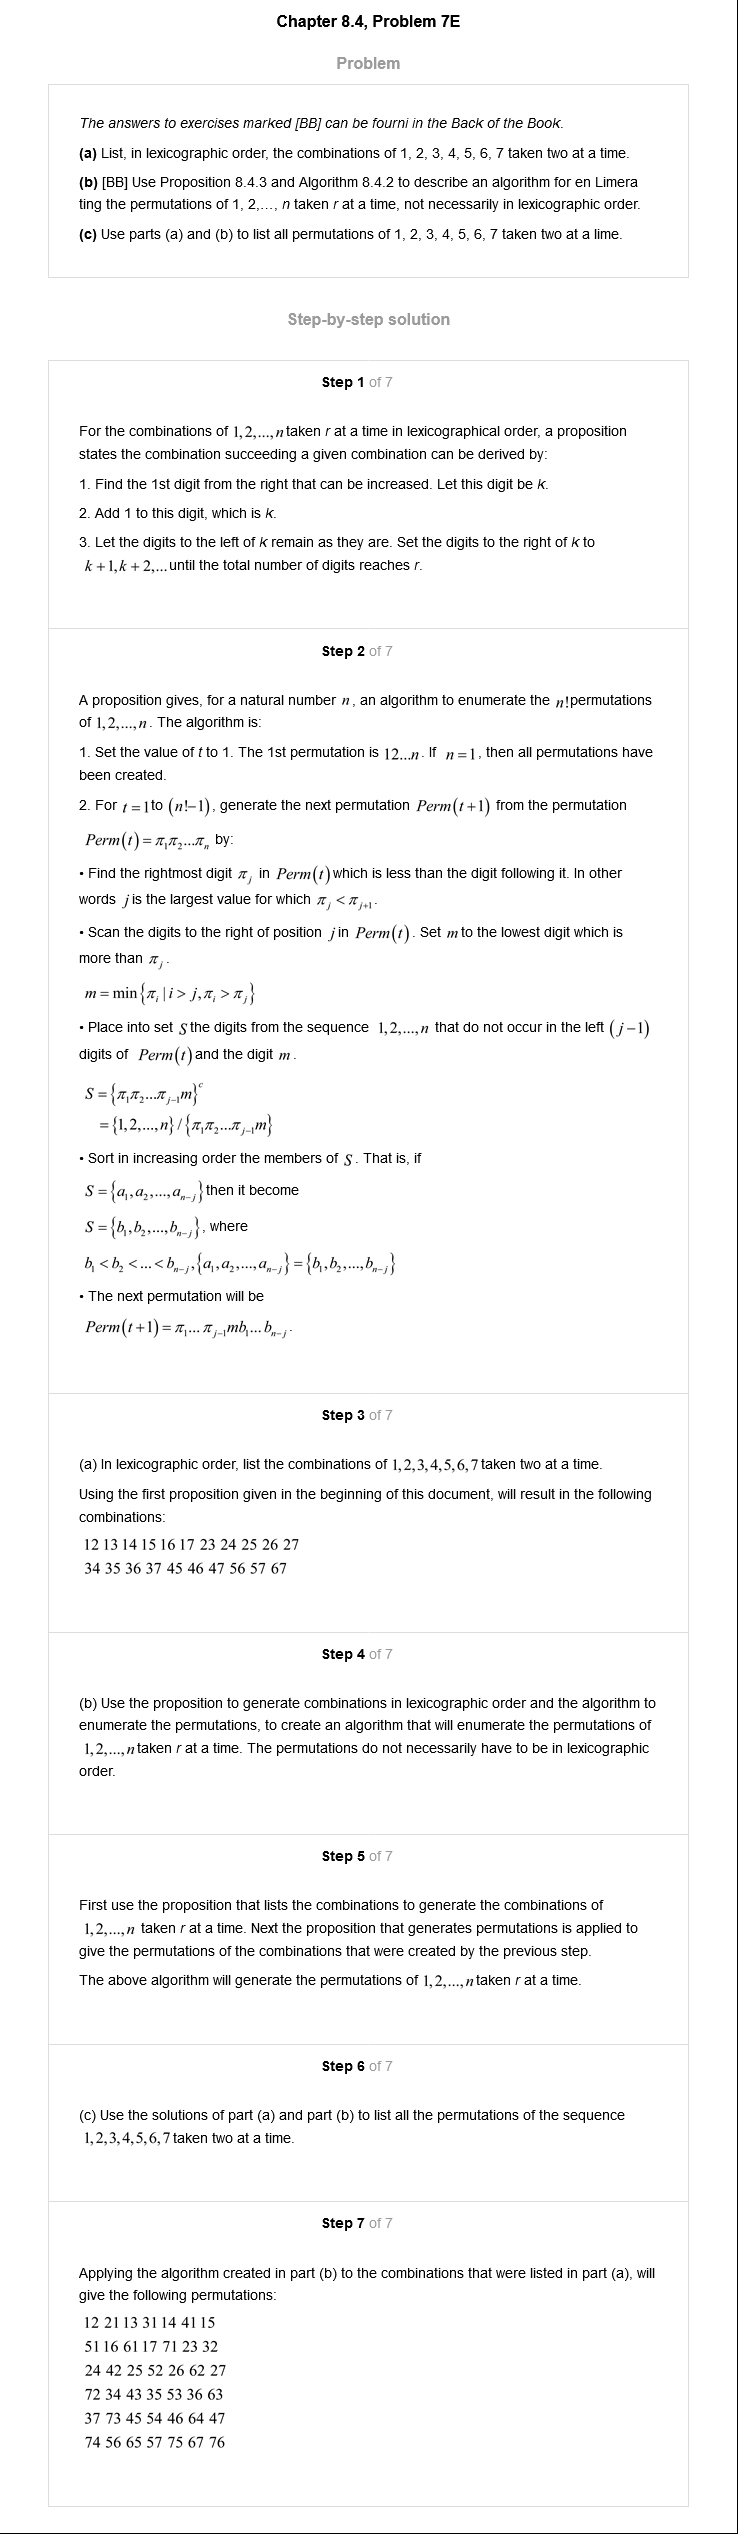 Chapter 8.4, Problem 7E
Problem
The answers to exercises marked [BB] can be fourni in the Back of the Book.
(a) List, in lexicographic order, the combinations of 1, 2, 3, 4, 5, 6, 7 taken two at a time.
(b) [BB] Use Proposition 8.4.3 and Algorithm 8.4.2 to describe an algorithm for en Limera
ting the permutations of 1, 2,…, n taken r at a time, not necessarily in lexicographic order.
(c) Use parts (a) and (b) to list all permutations of 1, 2, 3, 4, 5, 6, 7 taken two at a lime.
Step-by-step solution
Step 1 of 7
For the combinations of 1,2,...,n taken r at a time in lexicographical order, a proposition
states the combination succeeding a given combination can be derived by:
1. Find the 1st digit from the right that can be increased. Let this digit be k.
2. Add 1 to this digit, which is k.
3. Let the digits to the left of k remain as they are. Set the digits to the right of k to
k+1,k+2,... until the total number of digits reaches r.
Step 2 of 7
A proposition gives, for a natural number n, an algorithm to enumerate the n! permutations
of 1,2,...,n. The algorithm is:
1. Set the value of t to 1. The 1st permutation is 12...n. If n=1, then all permutations have
been created.
2. For t=1 to (n!−1), generate the next permutation Perm(t+1) from the permutation
Perm(t)=π₁π₂...πₙ by:
• Find the rightmost digit π_j in Perm(t) which is less than the digit following it. In other
words j is the largest value for which π_j < π_{j+1}.
• Scan the digits to the right of position j in Perm(t). Set m to the lowest digit which is
more than π_j.
m = min{π_i | i > j, π_i > π_j}
• Place into set S the digits from the sequence 1,2,...,n that do not occur in the left (j−1)
digits of Perm(t) and the digit m.
S = {π₁π₂...π_{j−1}m}^c
= {1,2,...,n} / {π₁π₂...π_{j−1}m}
• Sort in increasing order the members of S. That is, if
S = {a₁,a₂,...,a_{n−j}} then it become
S = {b₁,b₂,...,b_{n−j}}, where
b₁ < b₂ < ... < b_{n−j}, {a₁,a₂,...,a_{n−j}} = {b₁,b₂,...,b_{n−j}}
• The next permutation will be
Perm(t+1) = π₁...π_{j−1}mb₁...b_{n−j}.
Step 3 of 7
(a) In lexicographic order, list the combinations of 1,2,3,4,5,6,7 taken two at a time.
Using the first proposition given in the beginning of this document, will result in the following
combinations:
12 13 14 15 16 17 23 24 25 26 27
34 35 36 37 45 46 47 56 57 67
Step 4 of 7
(b) Use the proposition to generate combinations in lexicographic order and the algorithm to
enumerate the permutations, to create an algorithm that will enumerate the permutations of
1,2,...,n taken r at a time. The permutations do not necessarily have to be in lexicographic
order.
Step 5 of 7
First use the proposition that lists the combinations to generate the combinations of
1,2,...,n taken r at a time. Next the proposition that generates permutations is applied to
give the permutations of the combinations that were created by the previous step.
The above algorithm will generate the permutations of 1,2,...,n taken r at a time.
Step 6 of 7
(c) Use the solutions of part (a) and part (b) to list all the permutations of the sequence
1,2,3,4,5,6,7 taken two at a time.
Step 7 of 7
Applying the algorithm created in part (b) to the combinations that were listed in part (a), will
give the following permutations:
12 21 13 31 14 41 15
51 16 61 17 71 23 32
24 42 25 52 26 62 27
72 34 43 35 53 36 63
37 73 45 54 46 64 47
74 56 65 57 75 67 76